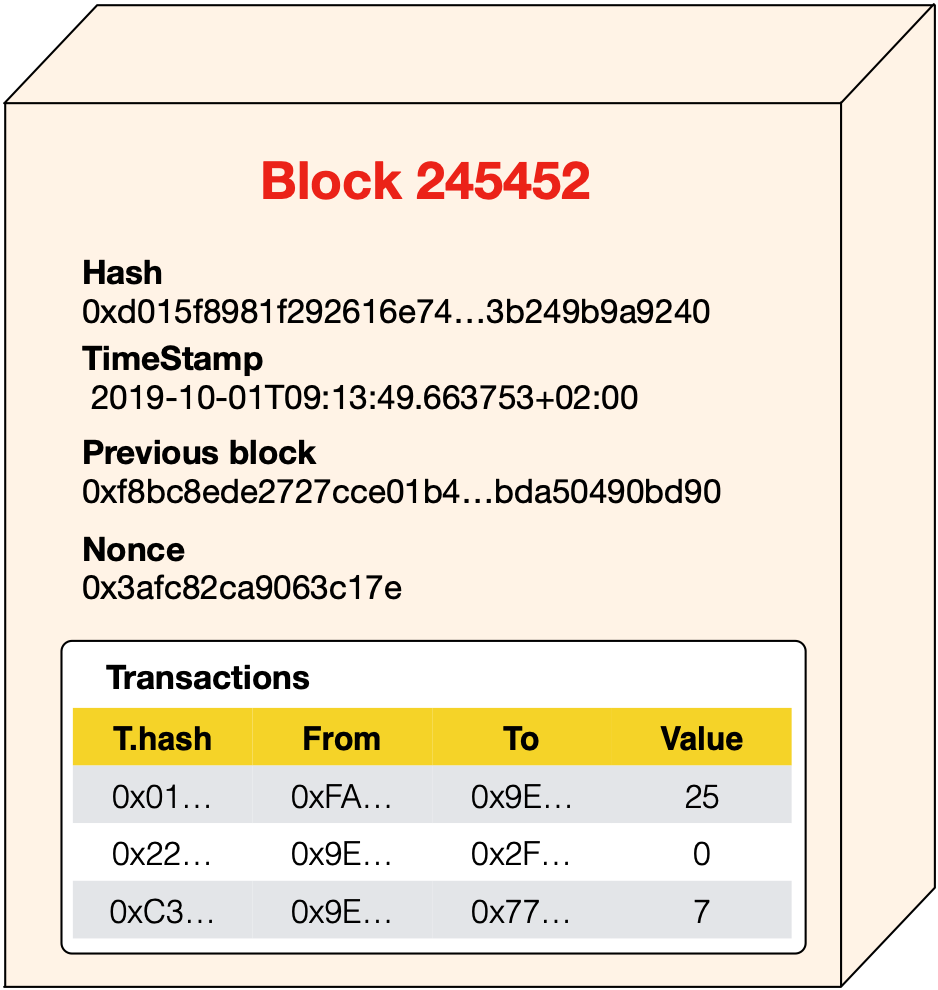 Block 245452
Hash
0xd015f8981f292616e74…3b249b9a9240
TimeStamp
2019-10-01T09:13:49.663753+02:00
Previous block
0xf8bc8ede2727cce01b4…bda50490bd90
Nonce
0x3afc82ca9063c17e
Transactions
T.hash From To Value
0x01… 0xFA… 0x9E… 25
0x22… 0x9E… 0x2F… 0
0xC3… 0x9E… 0x77… 7